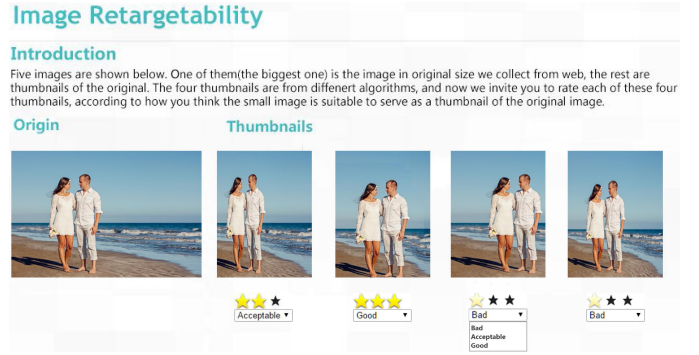 Image Retargetability
Introduction
Five images are shown below. One of them(the biggest one) is the image in original size we collect from web, the rest are
thumbnails of the original. The four thumbnails are from diffenert algorithms, and now we invite you to rate each of these four
thumbnails, according to how you think the small image is suitable to serve as a thumbnail of the original image.
Origin Thumbnails
Acceptable Good Bad Bad
Bad
Acceptable
Good